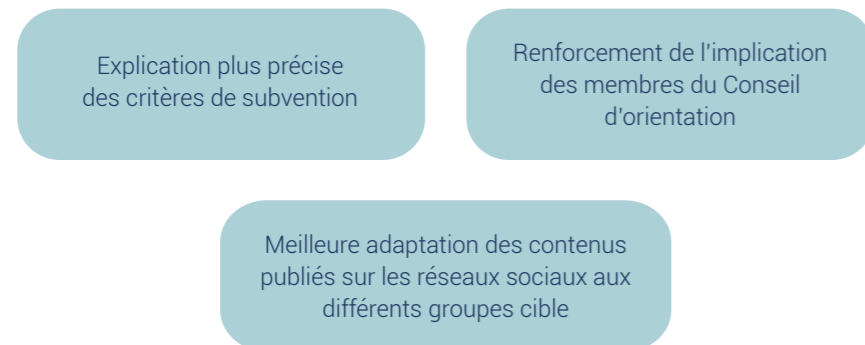 Explication plus précise
des critères de subvention
Renforcement de l'implication
des membres du Conseil
d'orientation
Meilleure adaptation des contenus
publiés sur les réseaux sociaux aux
différents groupes cible